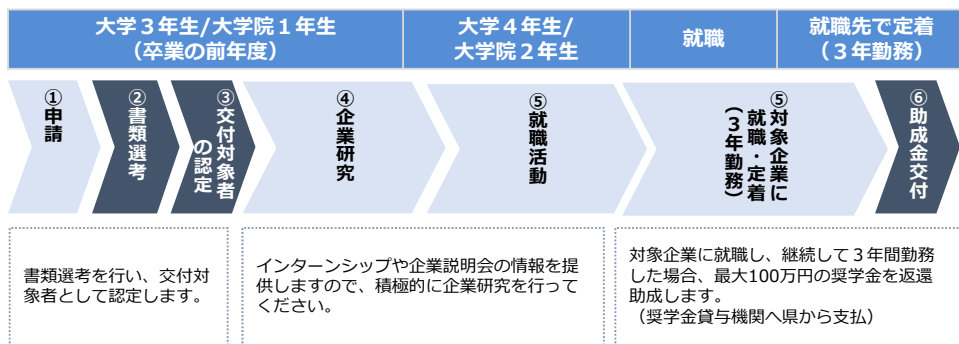 大学３年生/大学院１年生
（卒業の前年度）
大学４年生/
大学院２年生
就職
就職先で定着
（３年勤務）
①申請
②書類選考
③交付対象者
の認定
④企業研究
⑤就職活動
⑤対象企業に
就職・定着
（３年勤務）
⑥助成金交付
書類選考を行い、交付対
象者として認定します。
インターンシップや企業説明会の情報を提
供しますので、積極的に企業研究を行って
ください。
対象企業に就職し、継続して３年間勤務
した場合、最大100万円の奨学金を返還
助成します。
（奨学金貸与機関へ県から支払）